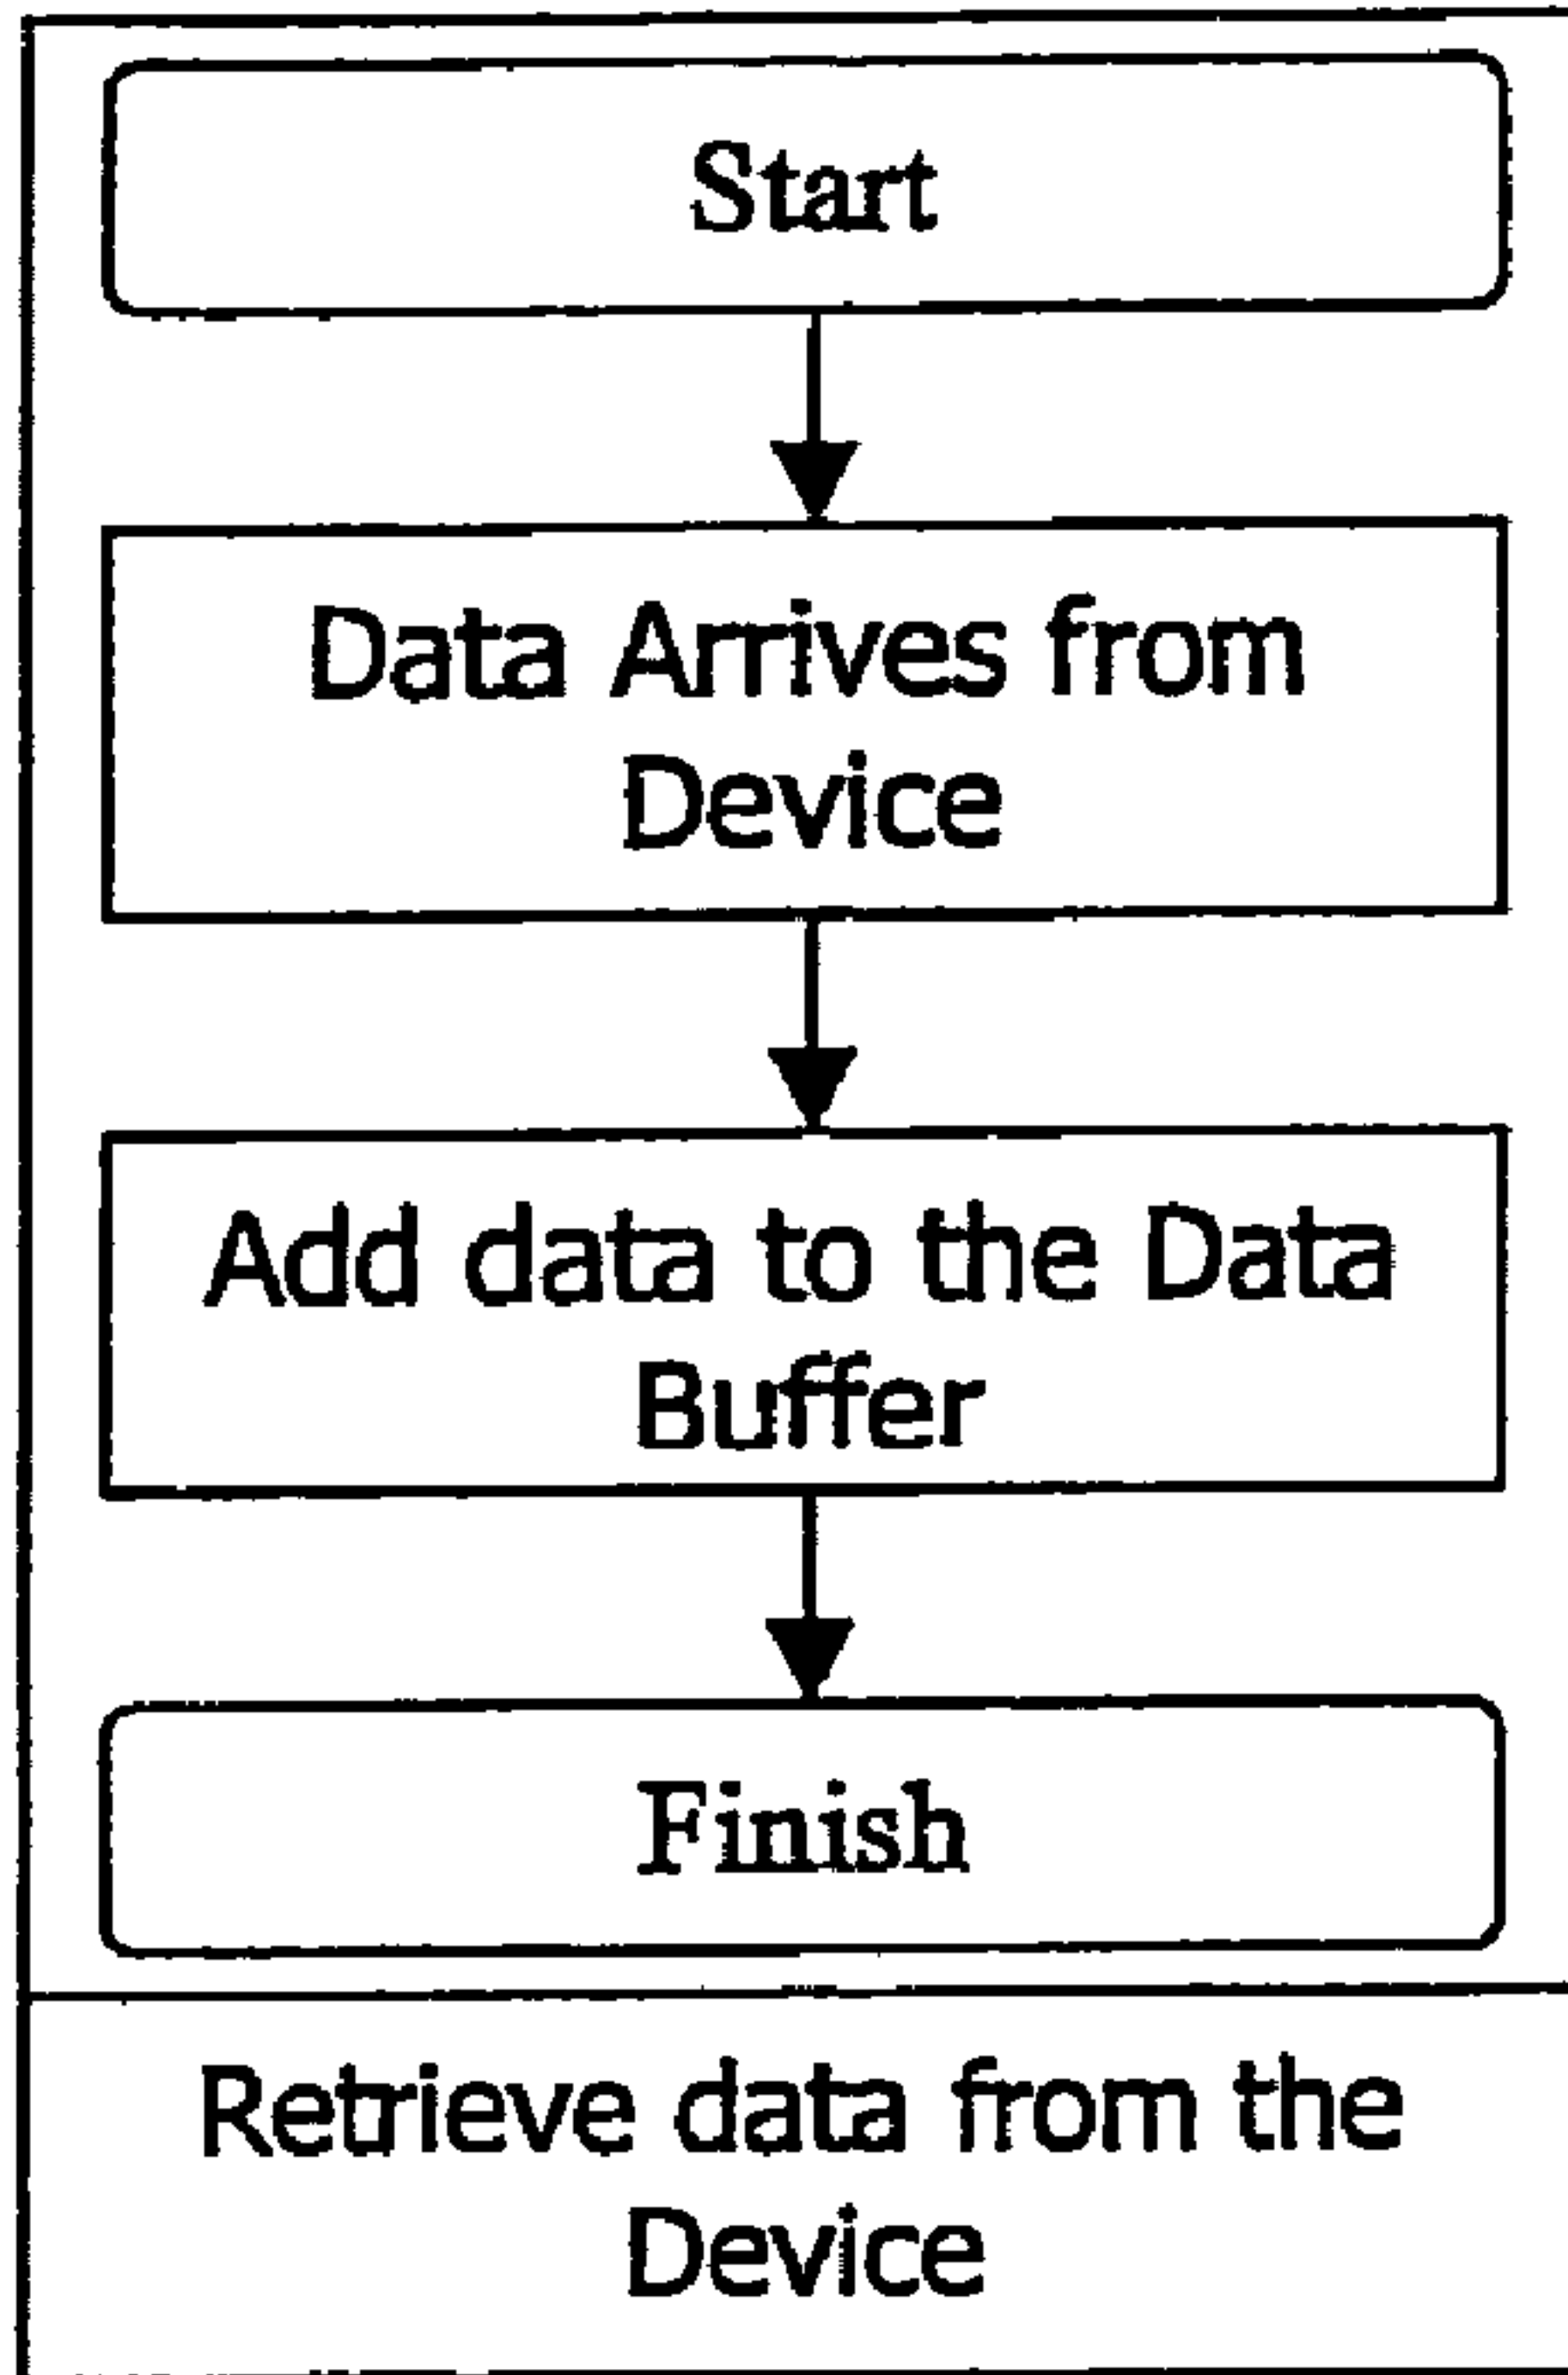 Start
Data Arrives from
Device
Add data to the Data
Buffer
Finish
Retrieve data from the
Device